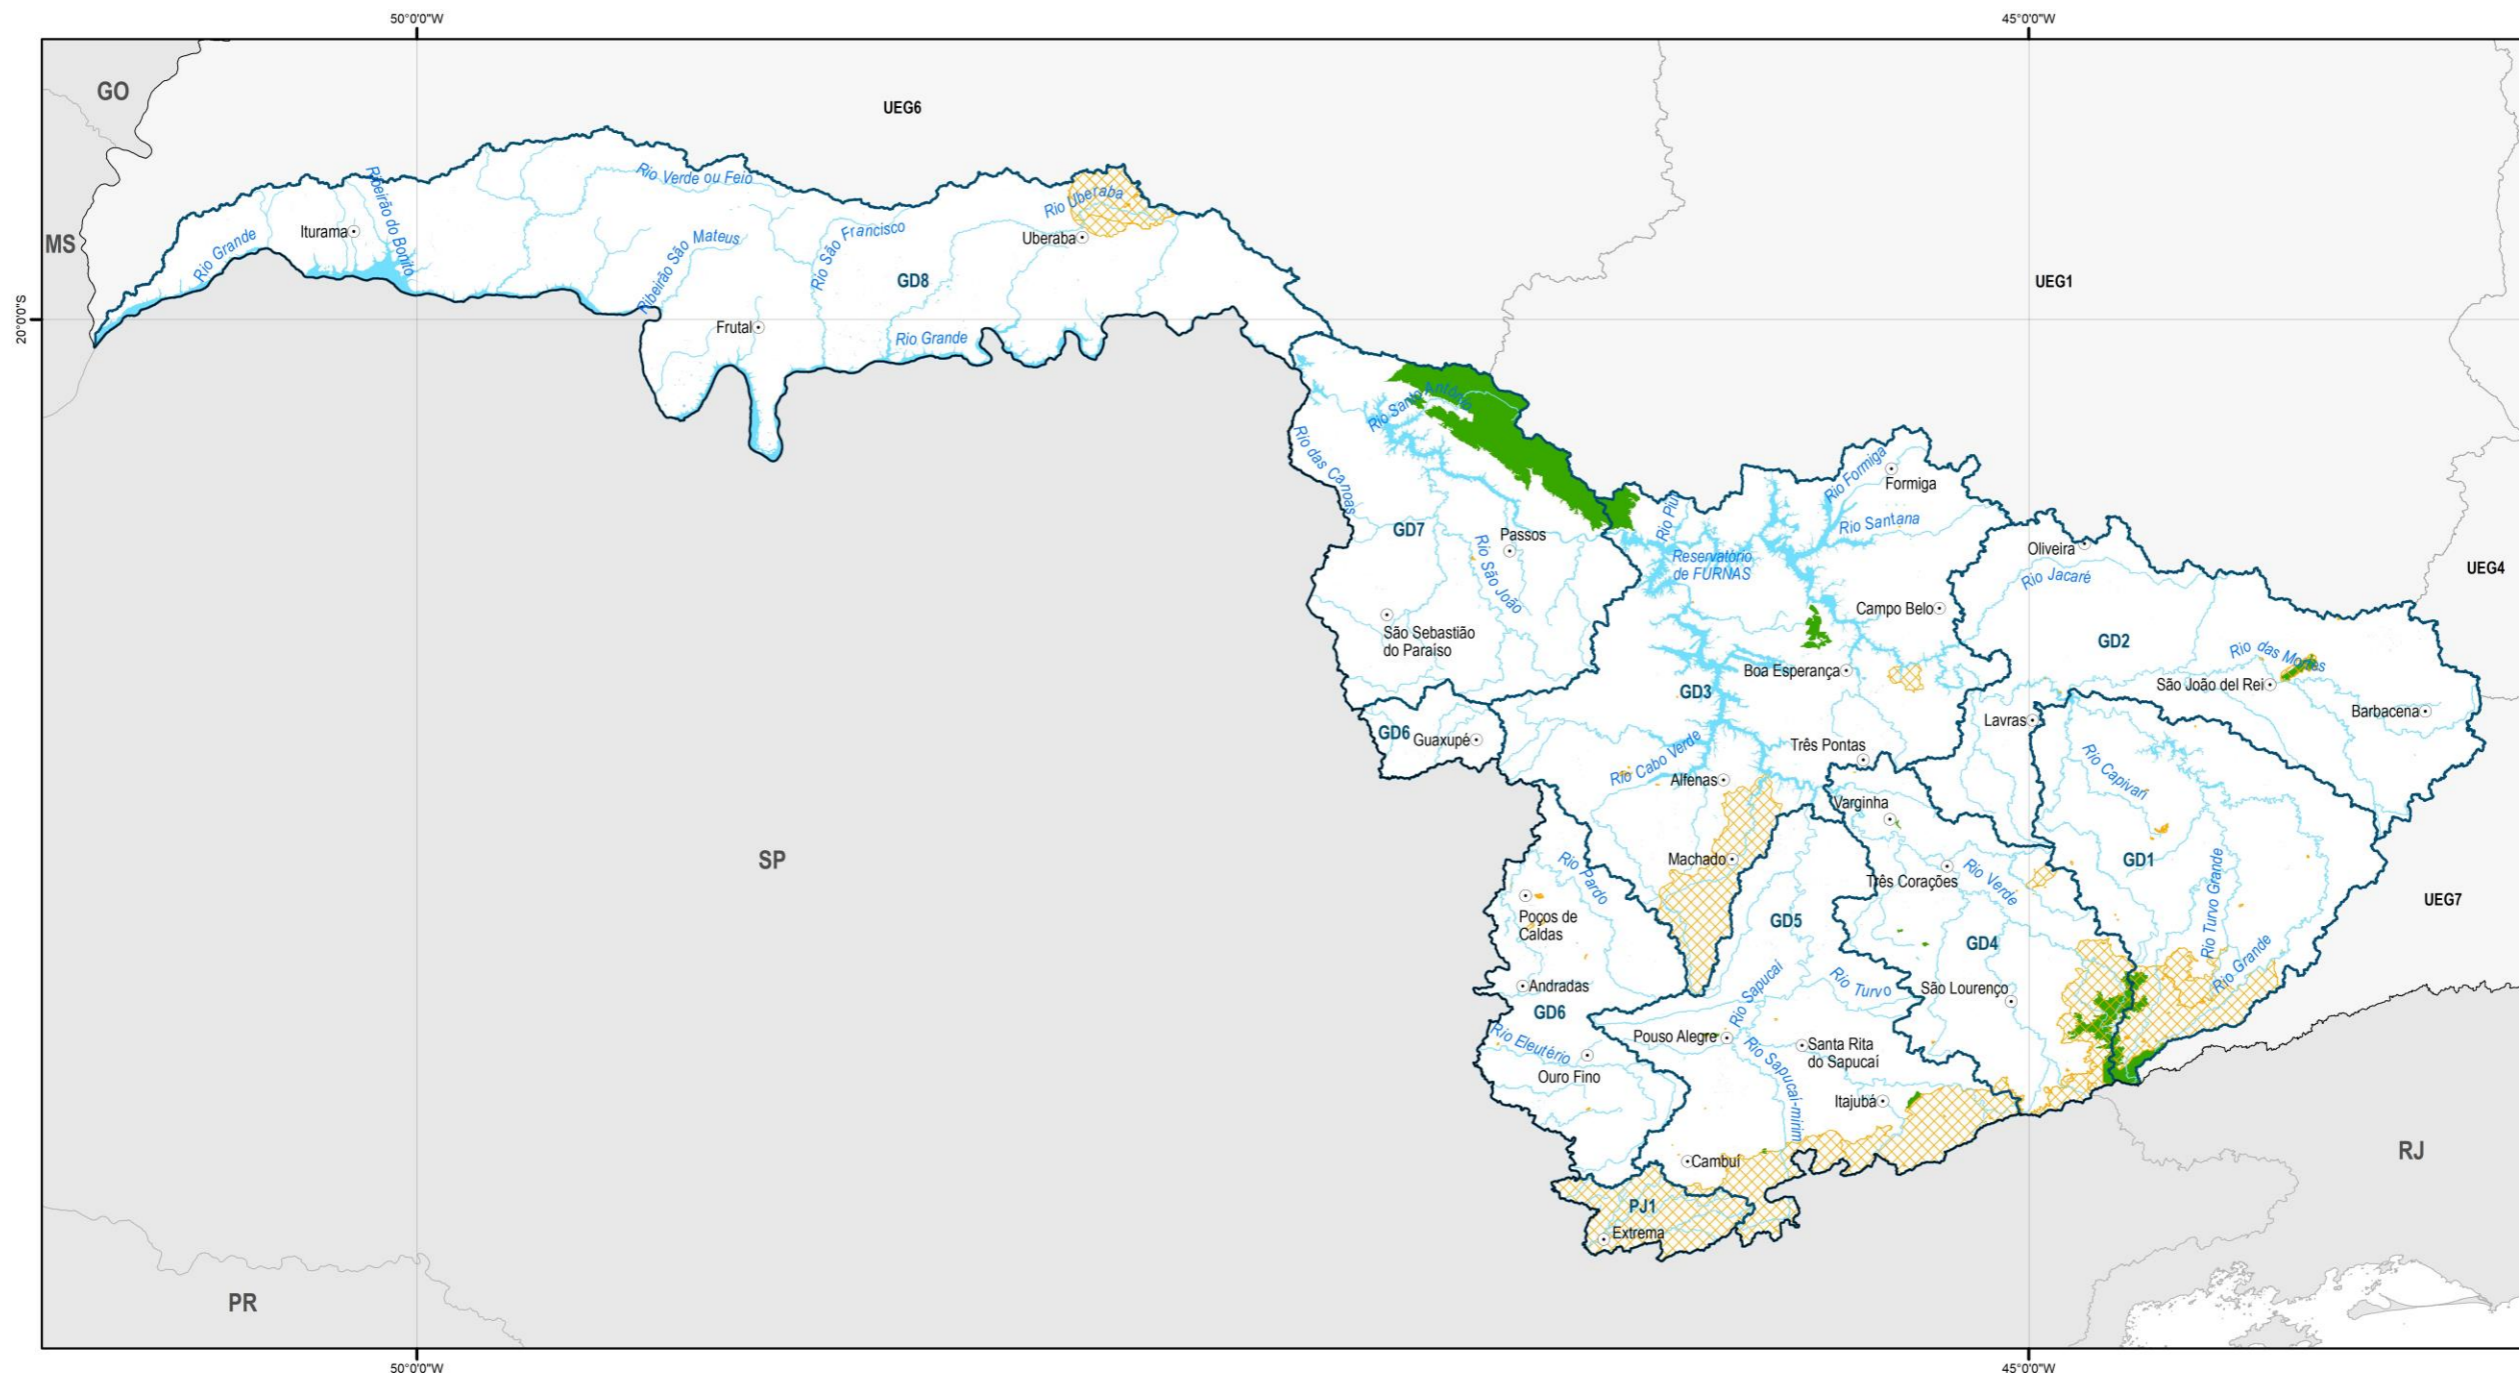 50°0'0"W
45°0'0"W
GO
UEG6
Rio Verde ou Feio
Ribeirão do Bonito
Rio Uberaba
MS
Iturama
Rio Grande
Ribeirão São Mateus
Rio São Francisco
Uberaba
GD8
UEG1
20°0'0"S
Frutal
Rio Grande
Rio Santo Antônio
Rio das Canoas
Rio Formiga
Formiga
Rio Piui
Rio Santana
GD7
Passos
Rio São João
Reservatório
de FURNAS
Oliveira
Rio Jacaré
UEG4
Campo Belo
São Sebastião
do Paraíso
GD2
Rio das Mortes
Boa Esperança
São João del Rei
GD3
Barbacena
Lavras
GD6
Guaxupé
Três Pontas
Rio Cabo Verde
Rio Capivari
Alfenas
Varginha
SP
Machado
Rio Pardo
Três Corações
Rio Verde
GD1
Rio Turvo Grande
UEG7
Poços de
Caldas
GD5
GD4
Rio Grande
Rio Sapucaí
Rio Turvo
Andradas
São Lourenço
GD6
Rio Eleutério
Pouso Alegre
Santa Rita
do Sapucaí
Rio Sapucaí-mirim
Ouro Fino
Itajubá
RJ
Cambuí
PJ1
Extrema
PR
50°0'0"W
45°0'0"W